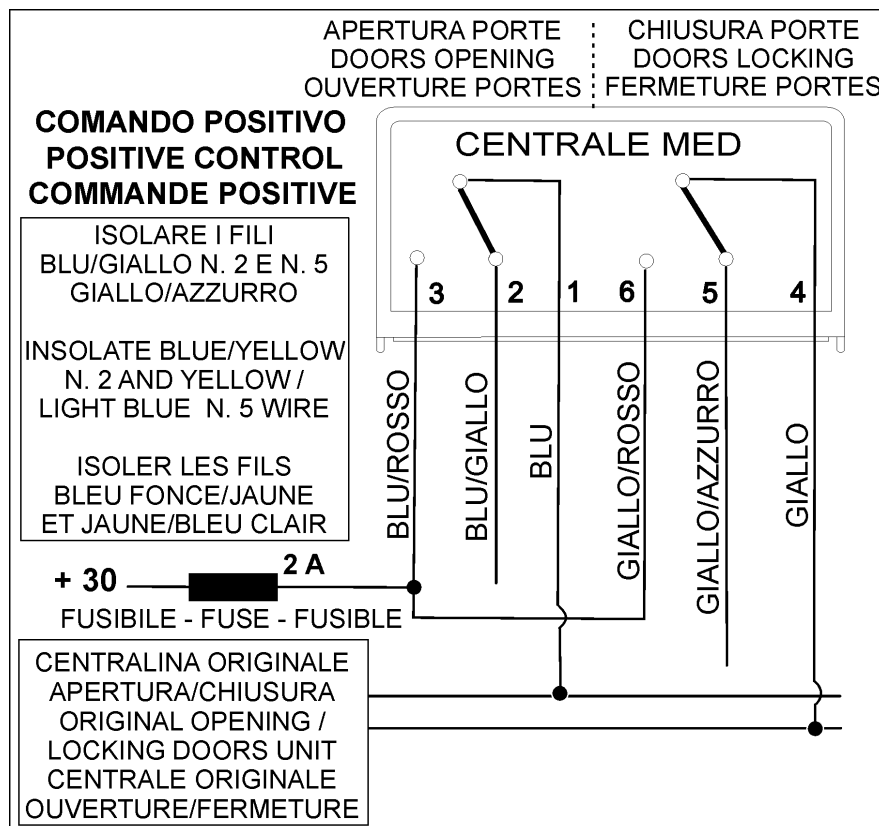 APERTURA PORTE
DOORS OPENING
OUVERTURE PORTES
CHIUSURA PORTE
DOORS LOCKING
FERMETURE PORTES
COMANDO POSITIVO
POSITIVE CONTROL
COMMANDE POSITIVE
CENTRALE MED
ISOLARE I FILI
BLU/GIALLO N. 2 E N. 5
GIALLO/AZZURRO
INSOLATE BLUE/YELLOW
N. 2 AND YELLOW /
LIGHT BLUE N. 5 WIRE
ISOLER LES FILS
BLEU FONCE/JAUNE
ET JAUNE/BLEU CLAIR
3 2 1 6 5 4
BLU/ROSSO
BLU/GIALLO
BLU
GIALLO/ROSSO
GIALLO/AZZURRO
GIALLO
+ 30
2 A
FUSIBILE - FUSE - FUSIBLE
CENTRALINA ORIGINALE
APERTURA/CHIUSURA
ORIGINAL OPENING /
LOCKING DOORS UNIT
CENTRALE ORIGINALE
OUVERTURE/FERMETURE